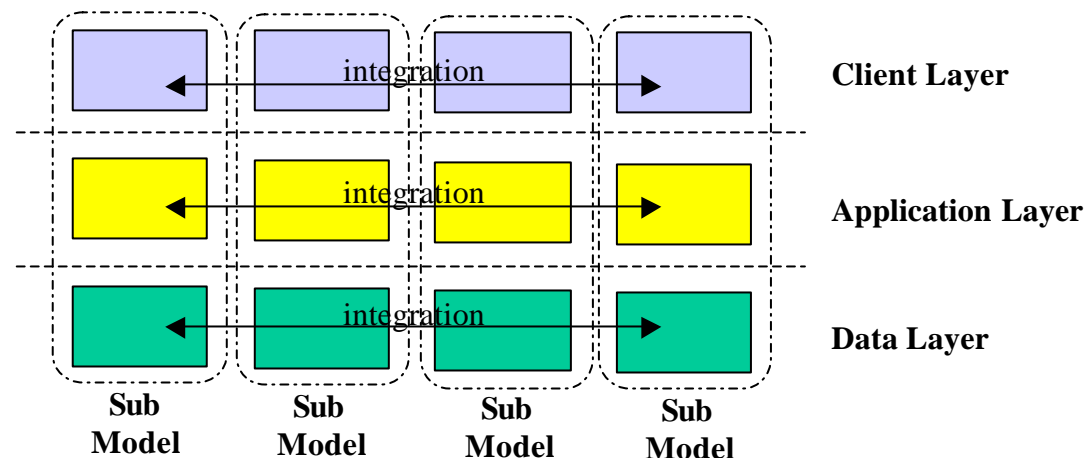 integration
Client Layer
integration
Application Layer
integration
Data Layer
Sub
Model
Sub
Model
Sub
Model
Sub
Model